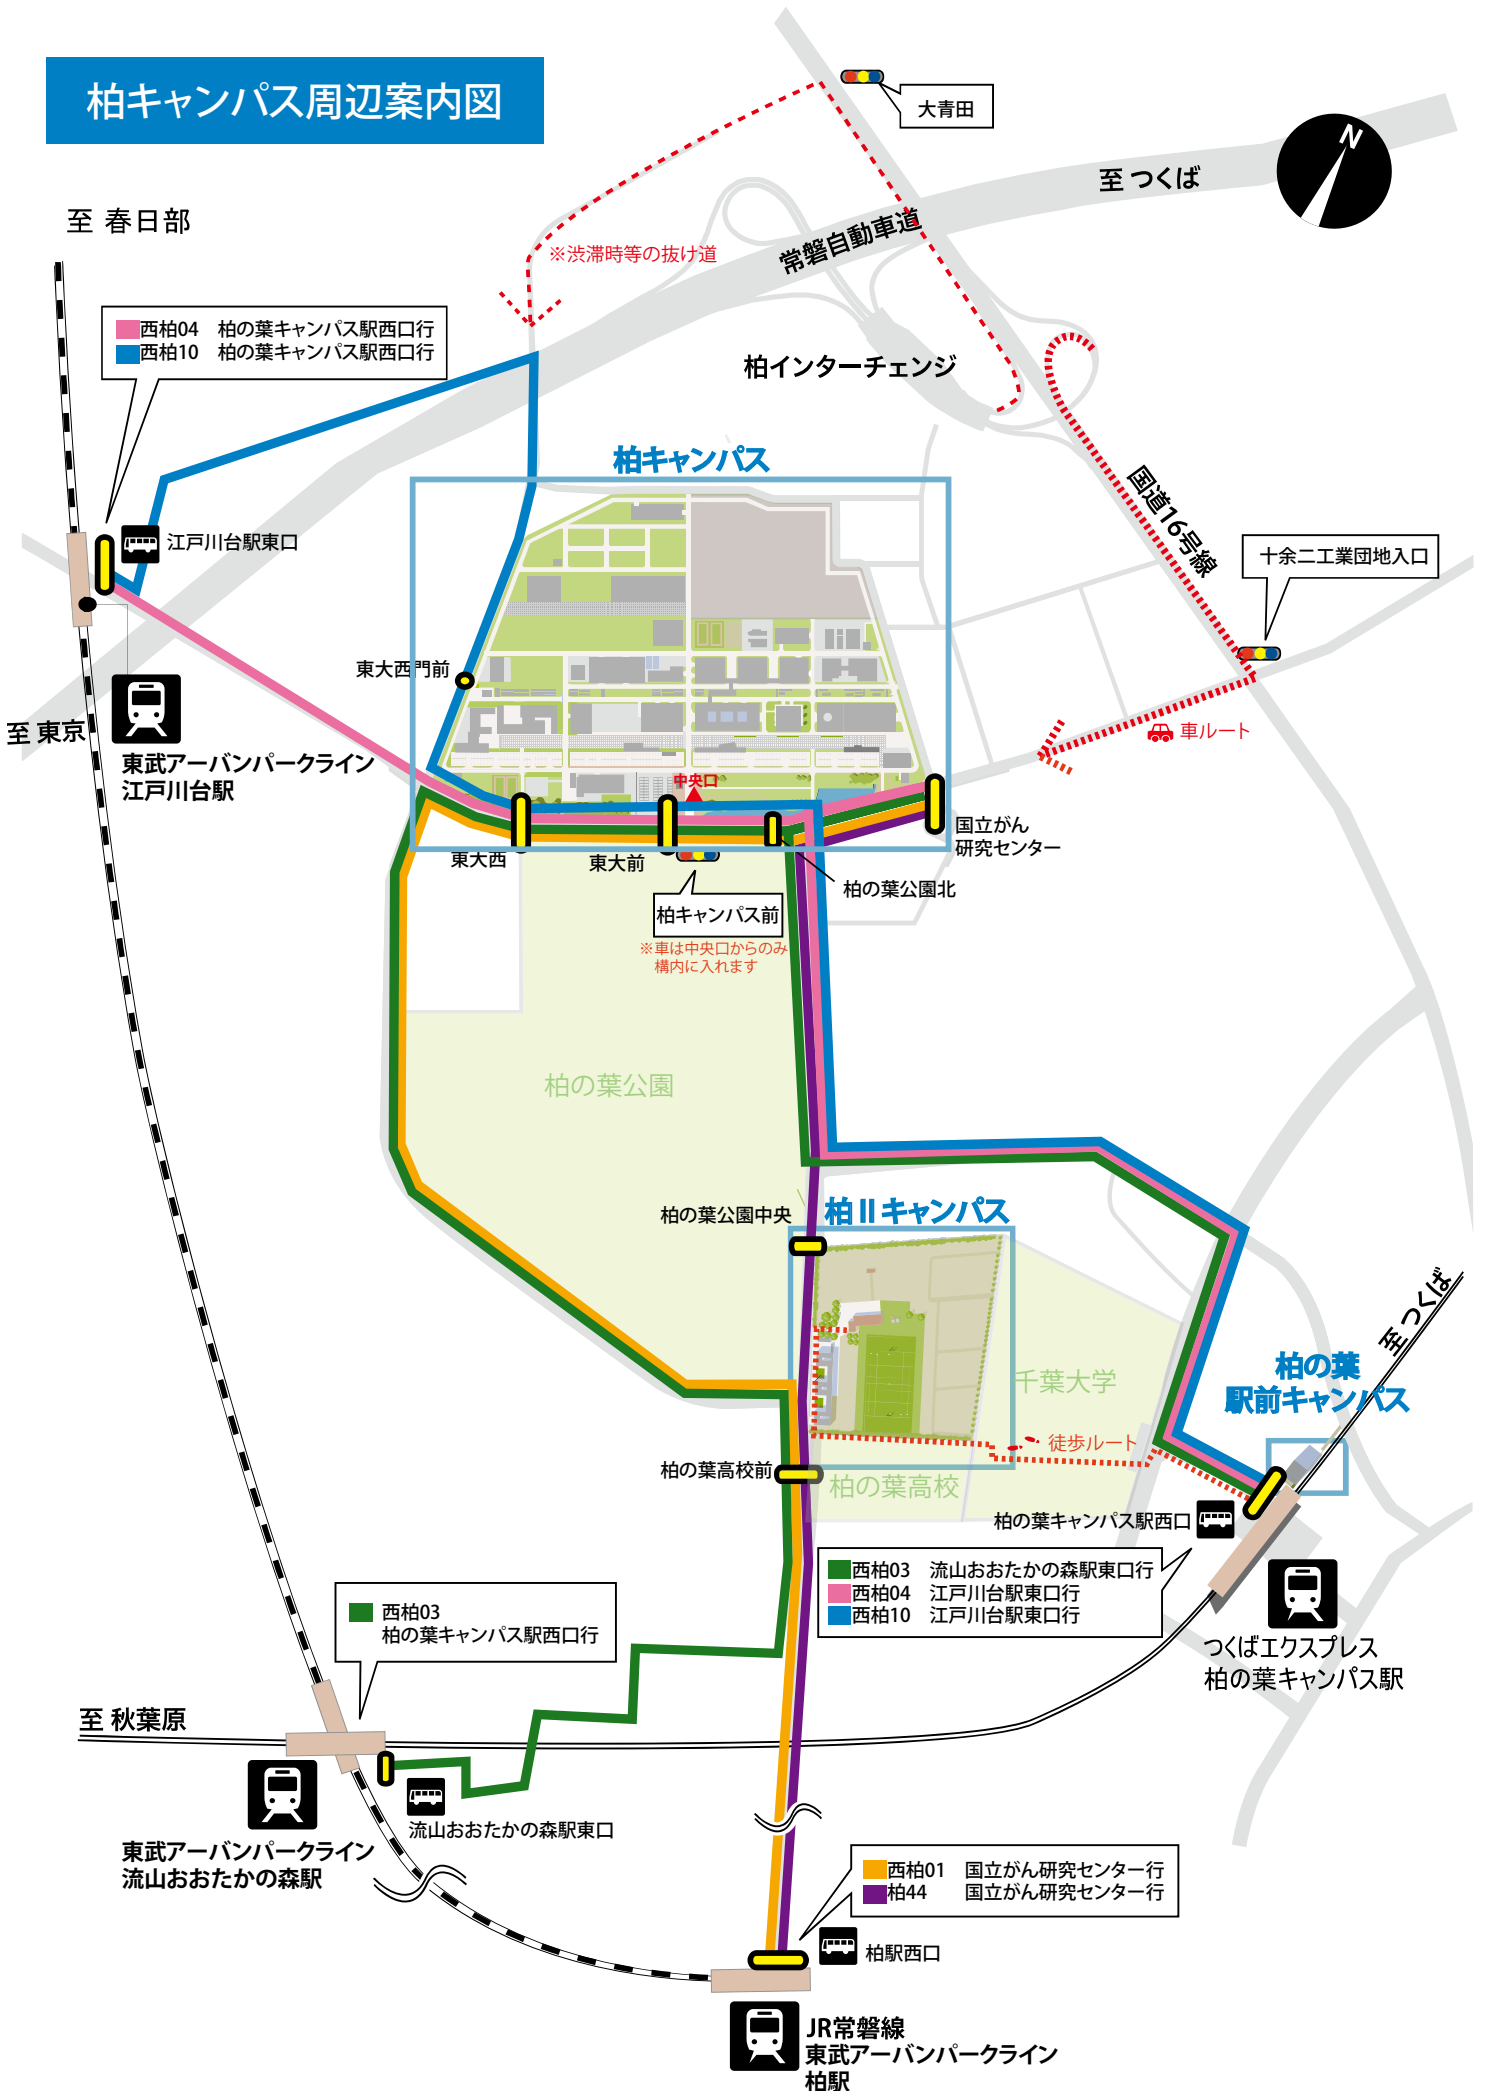 柏キャンパス周辺案内図
大青田
N
至 つくば
至 春日部
常磐自動車道
※渋滞時等の抜け道
西柏04 柏の葉キャンパス駅西口行
西柏10 柏の葉キャンパス駅西口行
柏インターチェンジ
柏キャンパス
国道16号線
江戸川台駅東口
十余二工業団地入口
東大西門前
至 東京
車ルート
東武アーバンパークライン
江戸川台駅
中央口
国立がん
研究センター
東大西
東大前
柏の葉公園北
柏キャンパス前
※車は中央口からのみ
構内に入れます
柏の葉公園
柏の葉公園中央
柏IIキャンパス
至 つくば
柏の葉
駅前キャンパス
千葉大学
徒歩ルート
柏の葉高校前
柏の葉高校
柏の葉キャンパス駅西口
西柏03 流山おおたかの森駅東口行
西柏04 江戸川台駅東口行
西柏10 江戸川台駅東口行
西柏03
柏の葉キャンパス駅西口行
つくばエクスプレス
柏の葉キャンパス駅
至 秋葉原
流山おおたかの森駅東口
東武アーバンパークライン
流山おおたかの森駅
西柏01 国立がん研究センター行
柏44 国立がん研究センター行
柏駅西口
JR常磐線
東武アーバンパークライン
柏駅